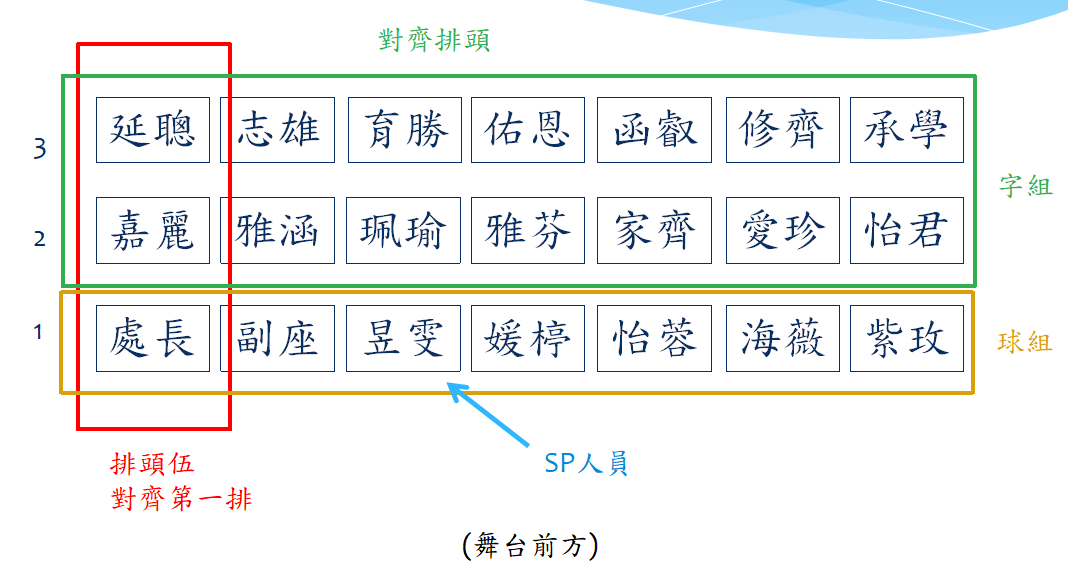 對齊排頭
3 延聰 志雄 育勝 佑恩 函叡 修齊 承學
字組
2 嘉麗 雅涵 珮瑜 雅芬 家齊 愛珍 怡君
1 處長 副座 昱雯 媛楟 怡蓉 海薇 紫玫
球組
排頭伍
對齊第一排
SP人員
(舞台前方)